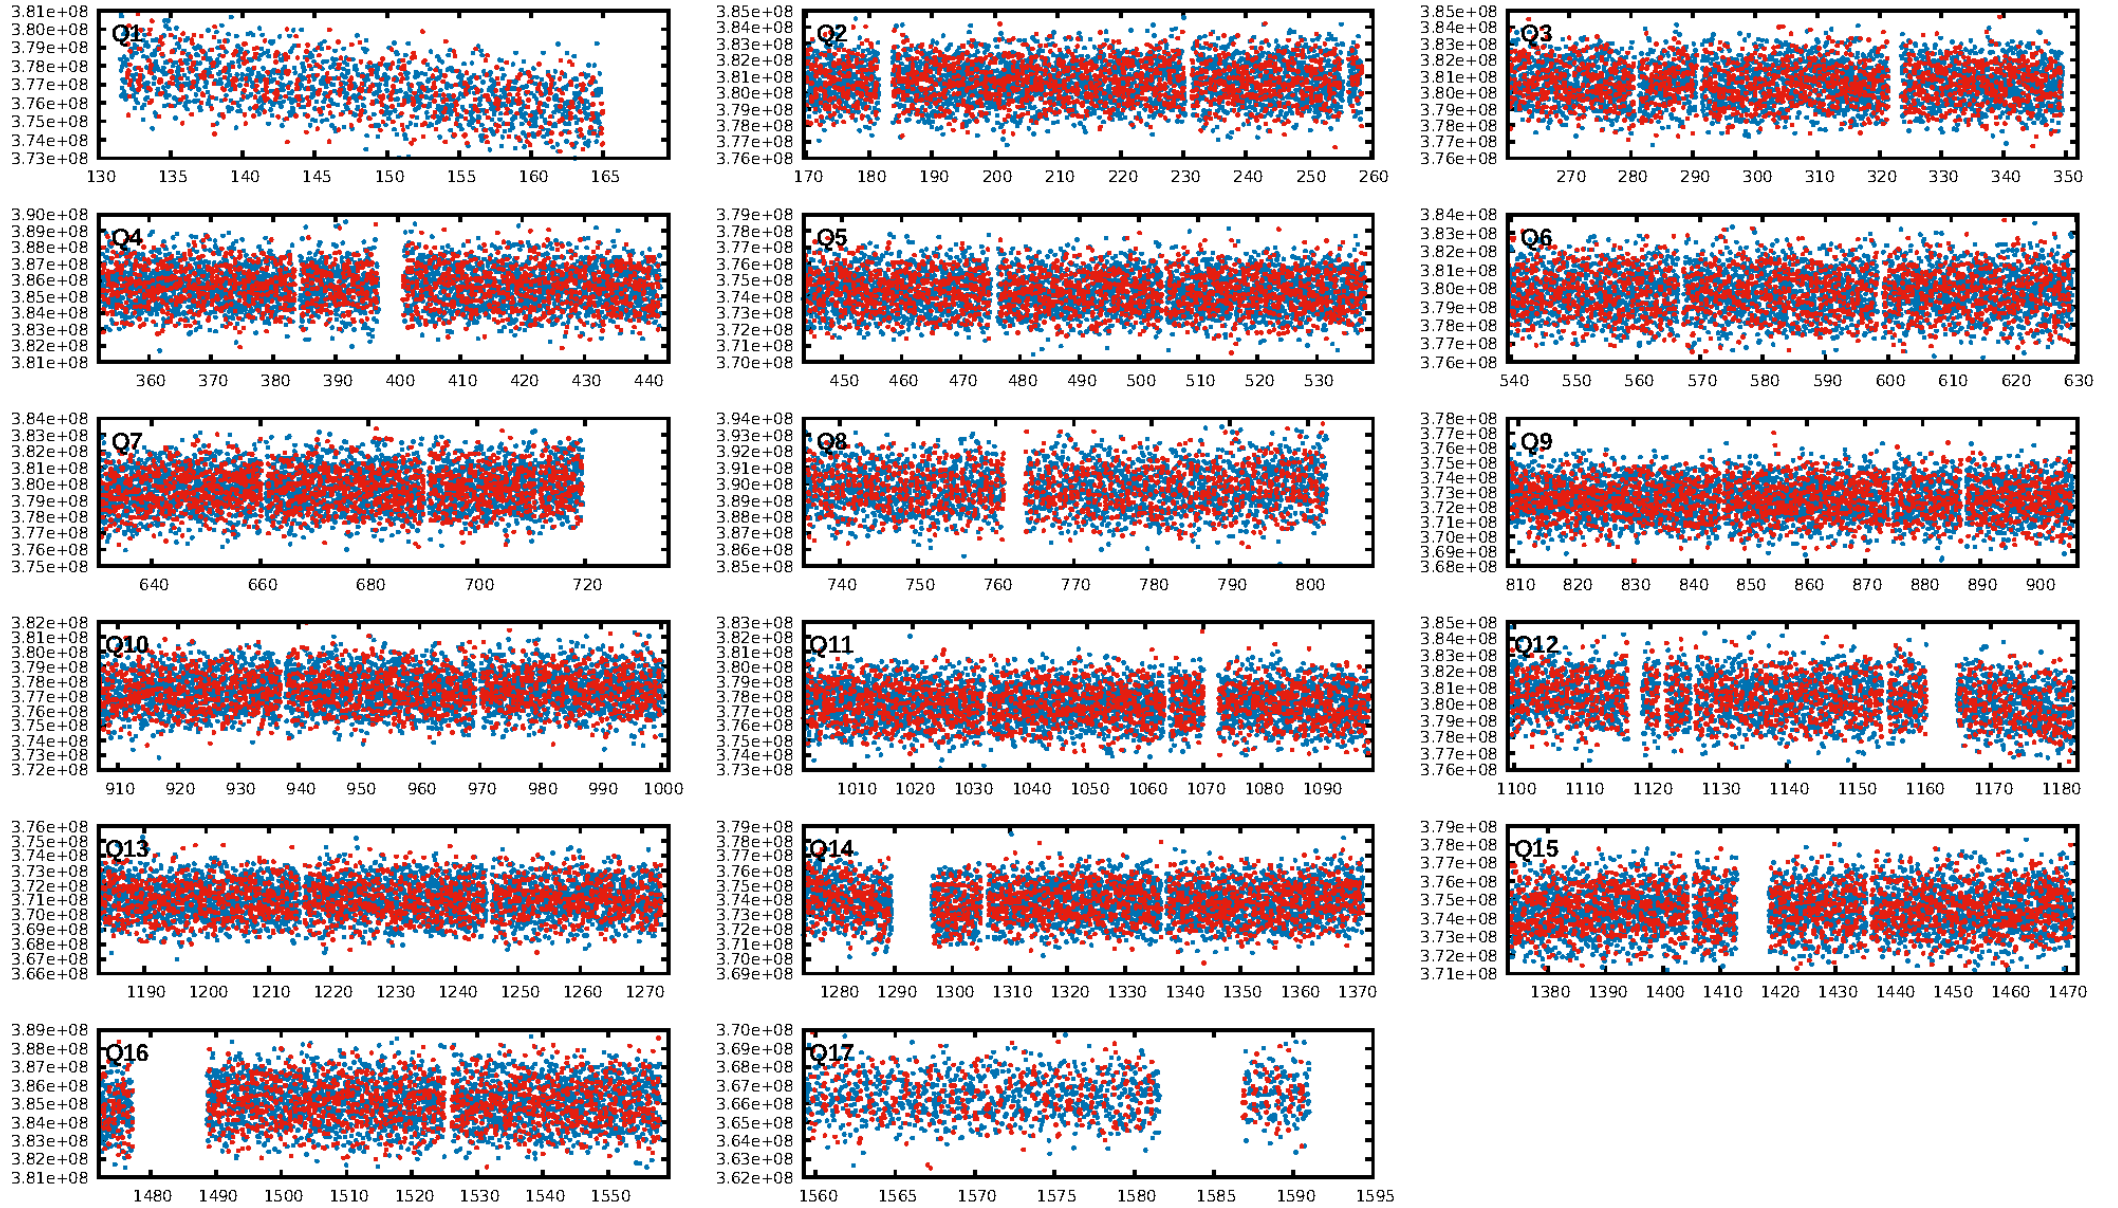 3.81e+08 3.80e+08 3.79e+08 3.78e+08 3.77e+08 3.76e+08 3.75e+08 3.74e+08 3.73e+08
Q1
130 135 140 145 150 155 160 165
3.85e+08 3.84e+08 3.83e+08 3.82e+08 3.81e+08 3.80e+08 3.79e+08 3.78e+08 3.77e+08 3.76e+08
Q2
170 180 190 200 210 220 230 240 250 260
3.85e+08 3.84e+08 3.83e+08 3.82e+08 3.81e+08 3.80e+08 3.79e+08 3.78e+08 3.77e+08 3.76e+08
Q3
270 280 290 300 310 320 330 340 350
3.90e+08 3.89e+08 3.88e+08 3.87e+08 3.86e+08 3.85e+08 3.84e+08 3.83e+08 3.82e+08 3.81e+08
Q4
360 370 380 390 400 410 420 430 440
3.79e+08 3.78e+08 3.77e+08 3.76e+08 3.75e+08 3.74e+08 3.73e+08 3.72e+08 3.71e+08 3.70e+08
Q5
450 460 470 480 490 500 510 520 530
3.84e+08 3.83e+08 3.82e+08 3.81e+08 3.80e+08 3.79e+08 3.78e+08 3.77e+08 3.76e+08
Q6
540 550 560 570 580 590 600 610 620 630
3.84e+08 3.83e+08 3.82e+08 3.81e+08 3.80e+08 3.79e+08 3.78e+08 3.77e+08 3.76e+08 3.75e+08
Q7
640 660 680 700 720
3.94e+08 3.93e+08 3.92e+08 3.91e+08 3.90e+08 3.89e+08 3.88e+08 3.87e+08 3.86e+08 3.85e+08
Q8
740 750 760 770 780 790 800
3.78e+08 3.77e+08 3.76e+08 3.75e+08 3.74e+08 3.73e+08 3.72e+08 3.71e+08 3.70e+08 3.69e+08 3.68e+08
Q9
810 820 830 840 850 860 870 880 890 900
3.82e+08 3.81e+08 3.80e+08 3.79e+08 3.78e+08 3.77e+08 3.76e+08 3.75e+08 3.74e+08 3.73e+08 3.72e+08
Q10
910 920 930 940 950 960 970 980 990 1000
3.83e+08 3.82e+08 3.81e+08 3.80e+08 3.79e+08 3.78e+08 3.77e+08 3.76e+08 3.75e+08 3.74e+08 3.73e+08
Q11
1010 1020 1030 1040 1050 1060 1070 1080 1090
3.85e+08 3.84e+08 3.83e+08 3.82e+08 3.81e+08 3.80e+08 3.79e+08 3.78e+08 3.77e+08 3.76e+08
Q12
1100 1110 1120 1130 1140 1150 1160 1170 1180
3.76e+08 3.75e+08 3.74e+08 3.73e+08 3.72e+08 3.71e+08 3.70e+08 3.69e+08 3.68e+08 3.67e+08 3.66e+08
Q13
1190 1200 1210 1220 1230 1240 1250 1260 1270
3.79e+08 3.78e+08 3.77e+08 3.76e+08 3.75e+08 3.74e+08 3.73e+08 3.72e+08 3.71e+08 3.70e+08 3.69e+08
Q14
1280 1290 1300 1310 1320 1330 1340 1350 1360 1370
3.79e+08 3.78e+08 3.77e+08 3.76e+08 3.75e+08 3.74e+08 3.73e+08 3.72e+08 3.71e+08
Q15
1380 1390 1400 1410 1420 1430 1440 1450 1460 1470
3.89e+08 3.88e+08 3.87e+08 3.86e+08 3.85e+08 3.84e+08 3.83e+08 3.82e+08 3.81e+08
Q16
1480 1490 1500 1510 1520 1530 1540 1550
3.70e+08 3.69e+08 3.68e+08 3.67e+08 3.66e+08 3.65e+08 3.64e+08 3.63e+08 3.62e+08
Q17
1560 1565 1570 1575 1580 1585 1590 1595